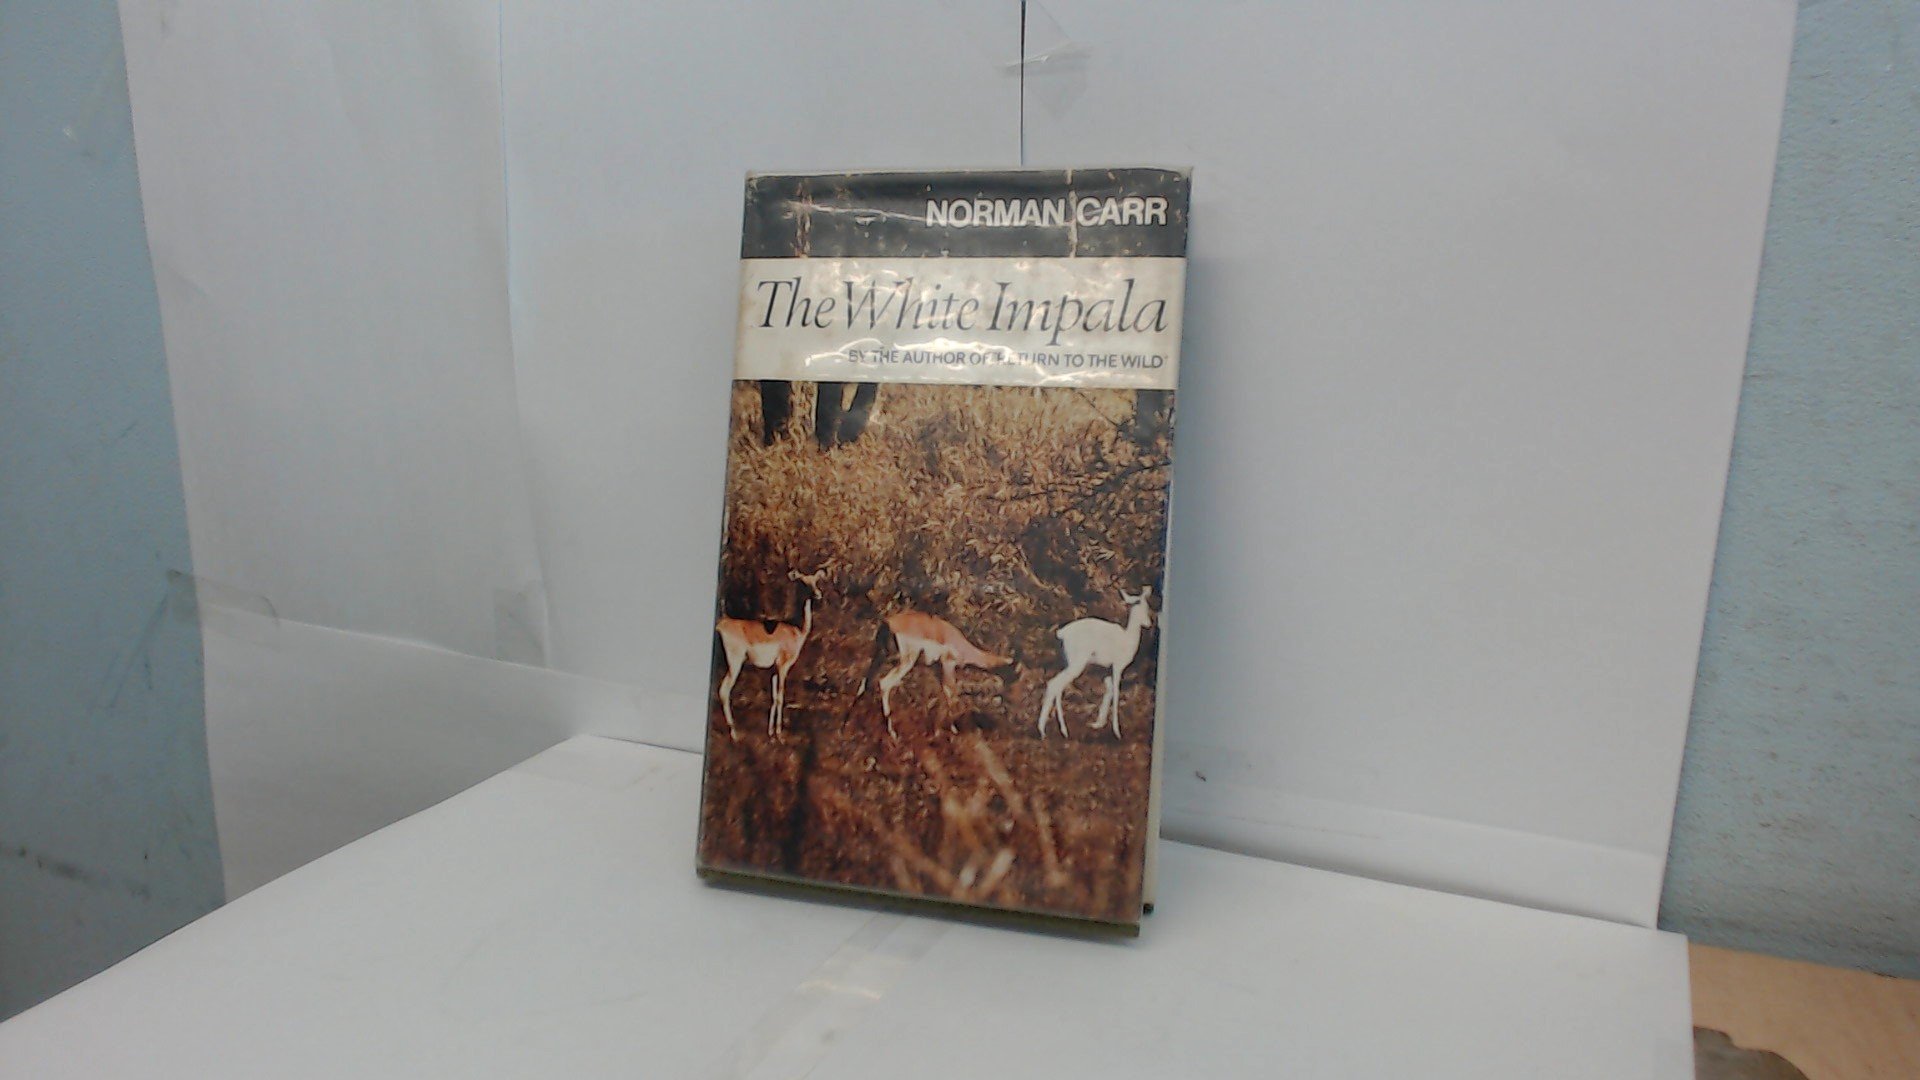 NORMAN CARR
The White Impala
BY THE AUTHOR OF 'RETURN TO THE WILD'